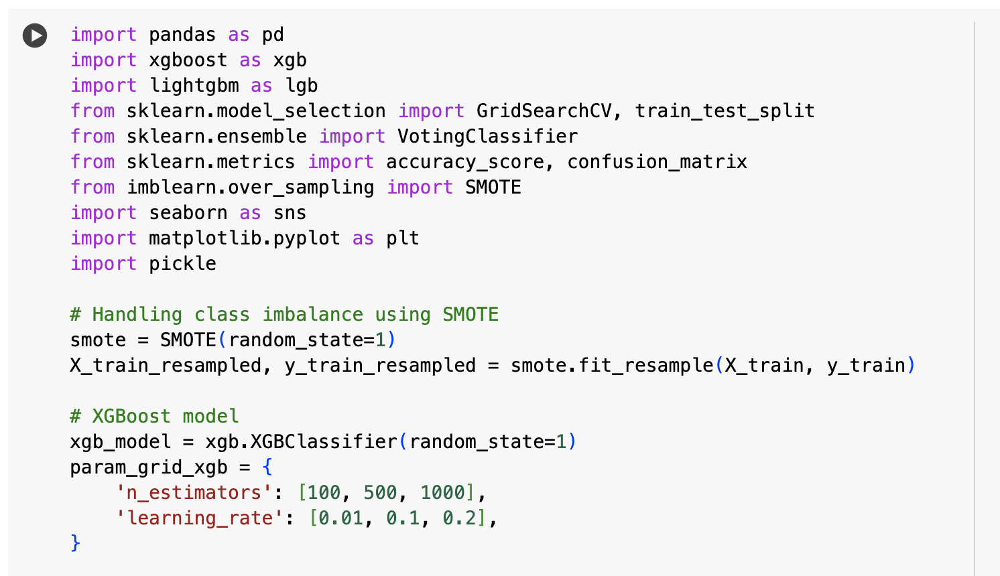 import pandas as pd
import xgboost as xgb
import lightgbm as lgb
from sklearn.model_selection import GridSearchCV, train_test_split
from sklearn.ensemble import VotingClassifier
from sklearn.metrics import accuracy_score, confusion_matrix
from imblearn.over_sampling import SMOTE
import seaborn as sns
import matplotlib.pyplot as plt
import pickle

# Handling class imbalance using SMOTE
smote = SMOTE(random_state=1)
X_train_resampled, y_train_resampled = smote.fit_resample(X_train, y_train)

# XGBoost model
xgb_model = xgb.XGBClassifier(random_state=1)
param_grid_xgb = {
    'n_estimators': [100, 500, 1000],
    'learning_rate': [0.01, 0.1, 0.2],
}